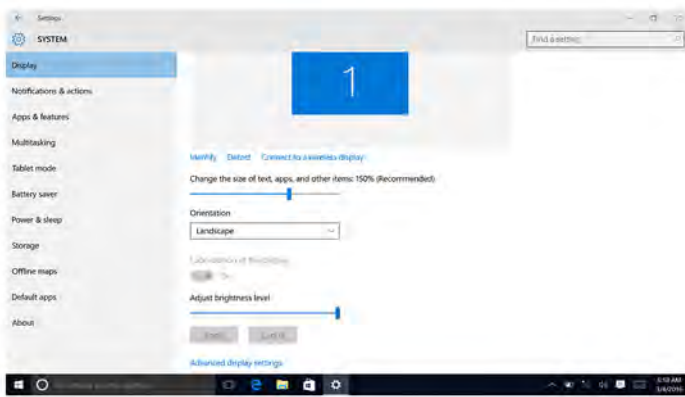 Settings
SYSTEM
Find a setting
Display
Notifications & actions
Apps & features
Multitasking
Tablet mode
Battery saver
Power & sleep
Storage
Offline maps
Default apps
About
1
Identify Detect Connect to a wireless display
Change the size of text, apps, and other items: 150% (Recommended)
Orientation
Landscape
Adjust brightness level
Advanced display settings